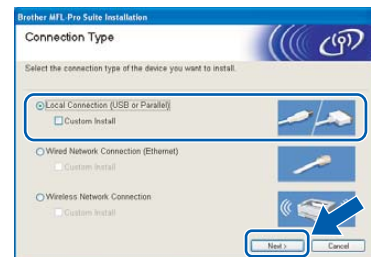 Brother MFL-Pro Suite Installation
Connection Type
Select the connection type of the device you want to install.
Local Connection (USB or Parallel)
Custom Install
Wired Network Connection (Ethernet)
Custom Install
Wireless Network Connection
Custom Install
Next > Cancel